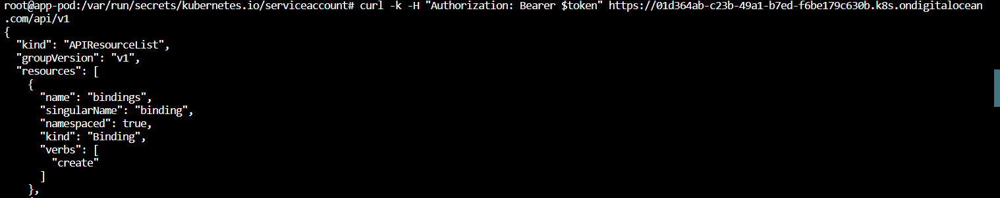 root@app-pod:/var/run/secrets/kubernetes.io/serviceaccount# curl -k -H "Authorization: Bearer $token" https://01d364ab-c23b-49a1-b7ed-f6be179c630b.k8s.ondigitalocean
.com/api/v1
{
  "kind": "APIResourceList",
  "groupVersion": "v1",
  "resources": [
    {
      "name": "bindings",
      "singularName": "binding",
      "namespaced": true,
      "kind": "Binding",
      "verbs": [
        "create"
      ]
    },